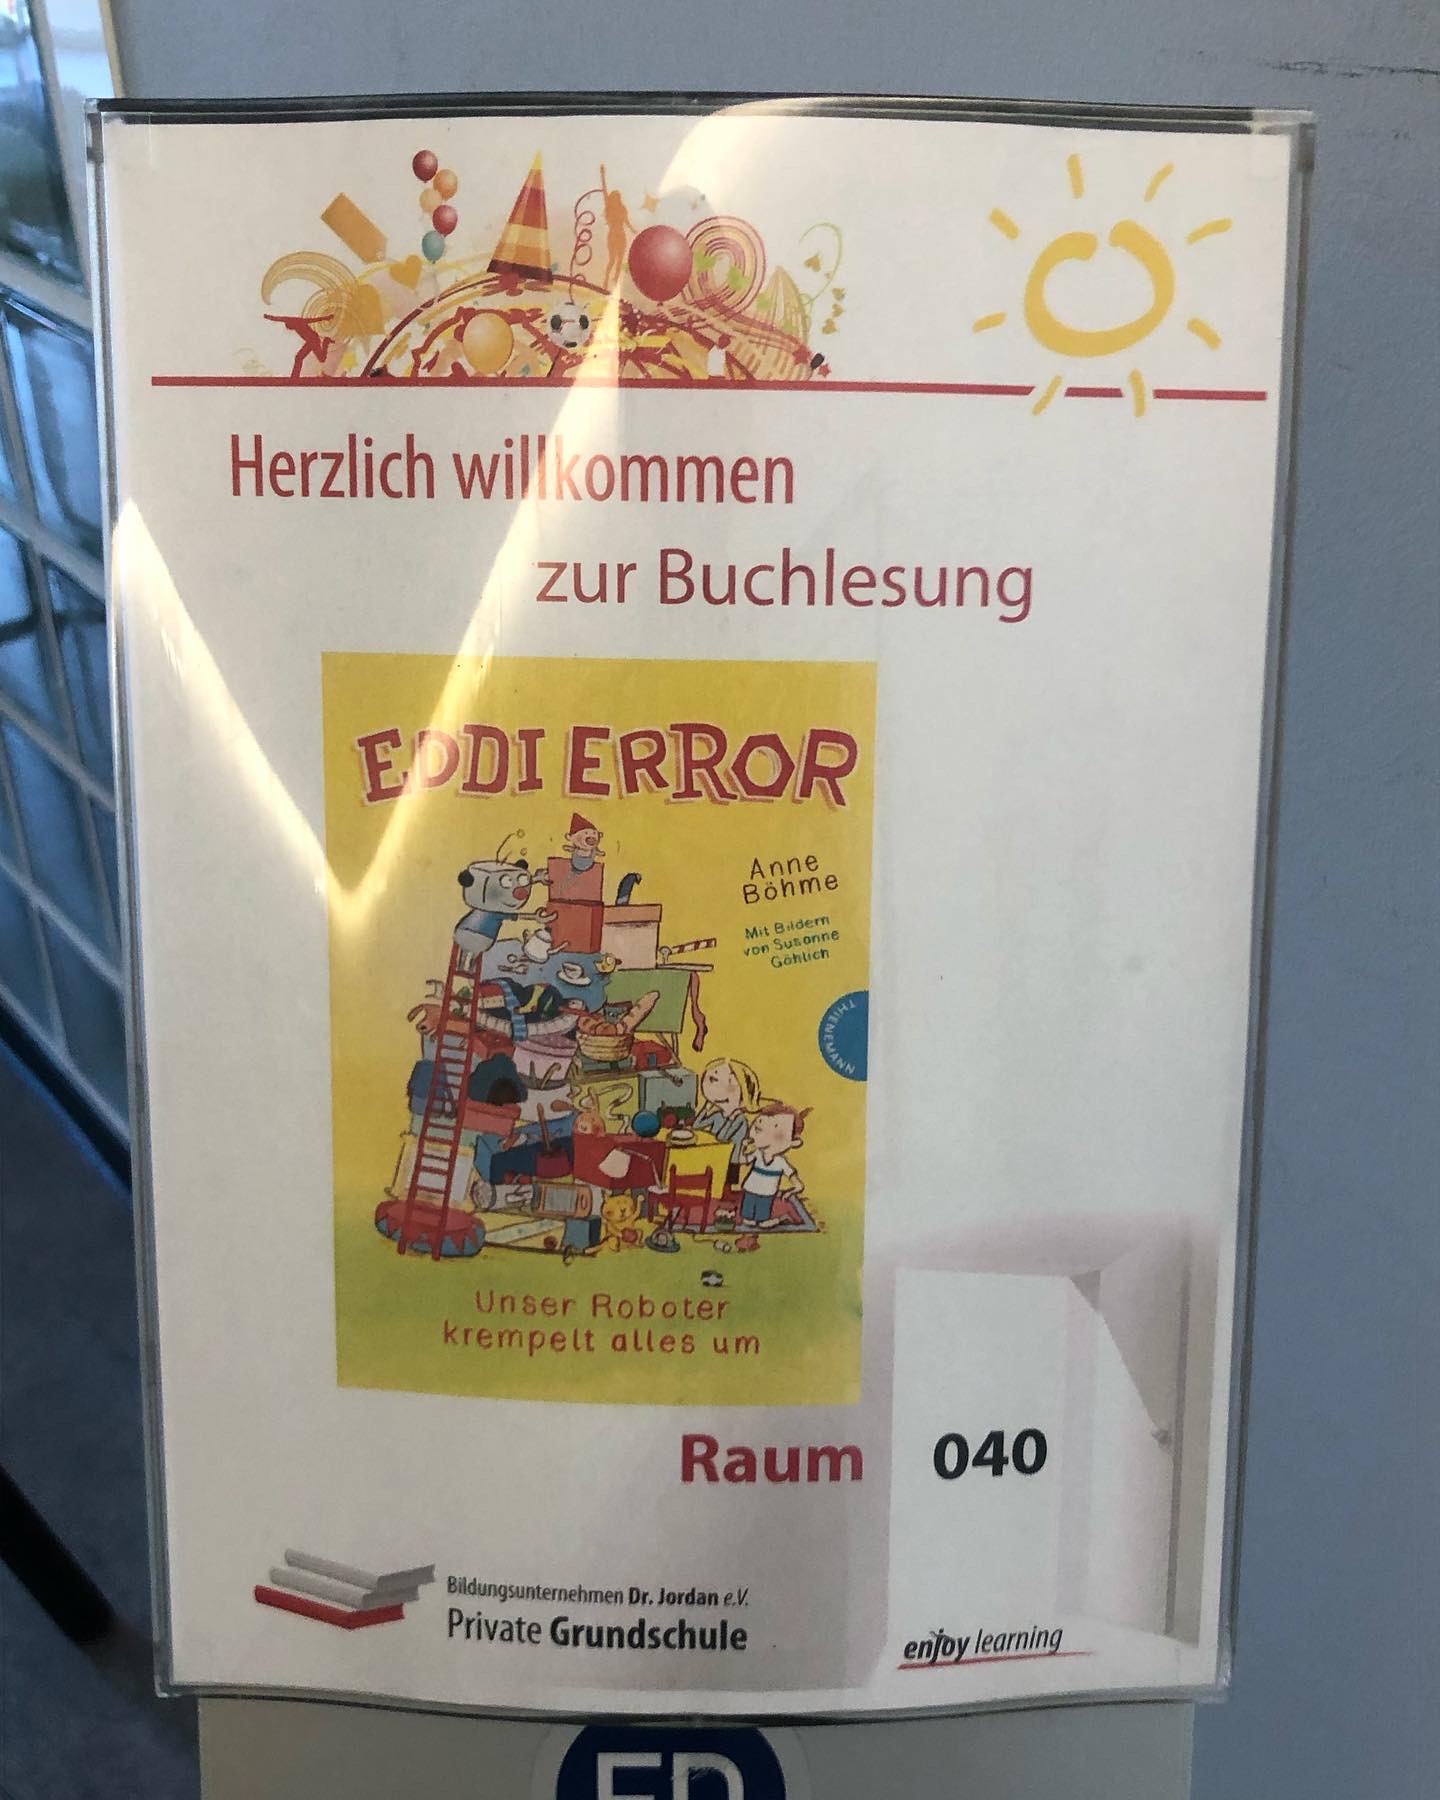 Herzlich willkommen
zur Buchlesung
EDDI ERROR
Anne
Böhme
Mit Bildern
von Susanne
Göhlich
THIENEMANN
Unser Roboter
krempelt alles um
Raum 040
Bildungsunternehmen Dr. Jordan e.V.
Private Grundschule
enjoy learning